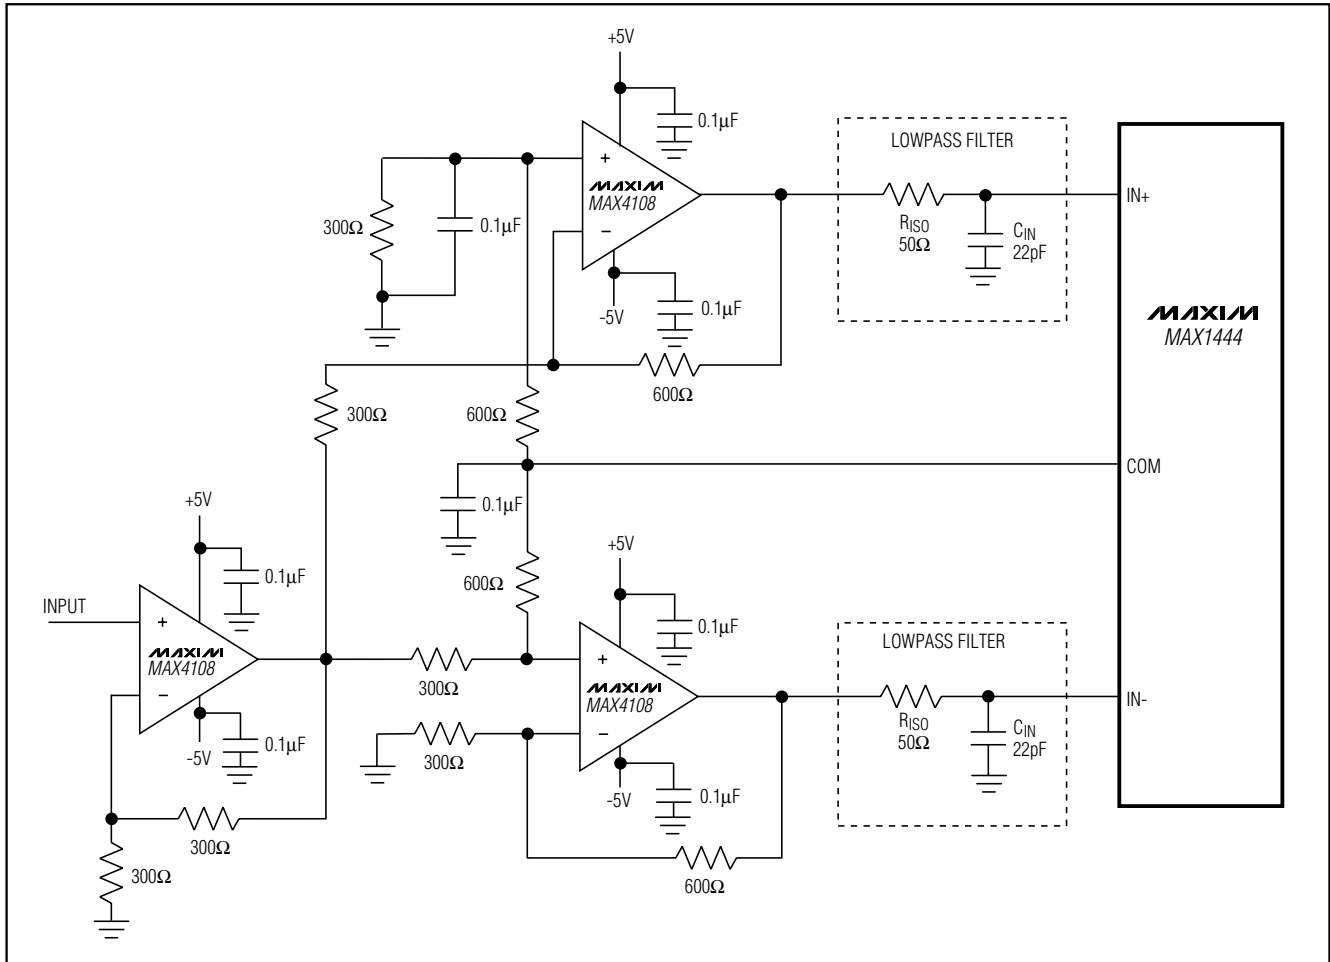 +5V
0.1µF
LOWPASS FILTER
+
MAXIM
MAX4108
300Ω
0.1µF
−
RISO
50Ω
CIN
22pF
IN+
-5V
0.1µF
MAXIM
MAX1444
600Ω
300Ω
600Ω
COM
+5V
0.1µF
0.1µF
600Ω
+5V
0.1µF
LOWPASS FILTER
INPUT
+
MAXIM
MAX4108
−
-5V
0.1µF
300Ω
+
MAXIM
MAX4108
−
300Ω
-5V
0.1µF
RISO
50Ω
CIN
22pF
IN-
300Ω
300Ω
600Ω